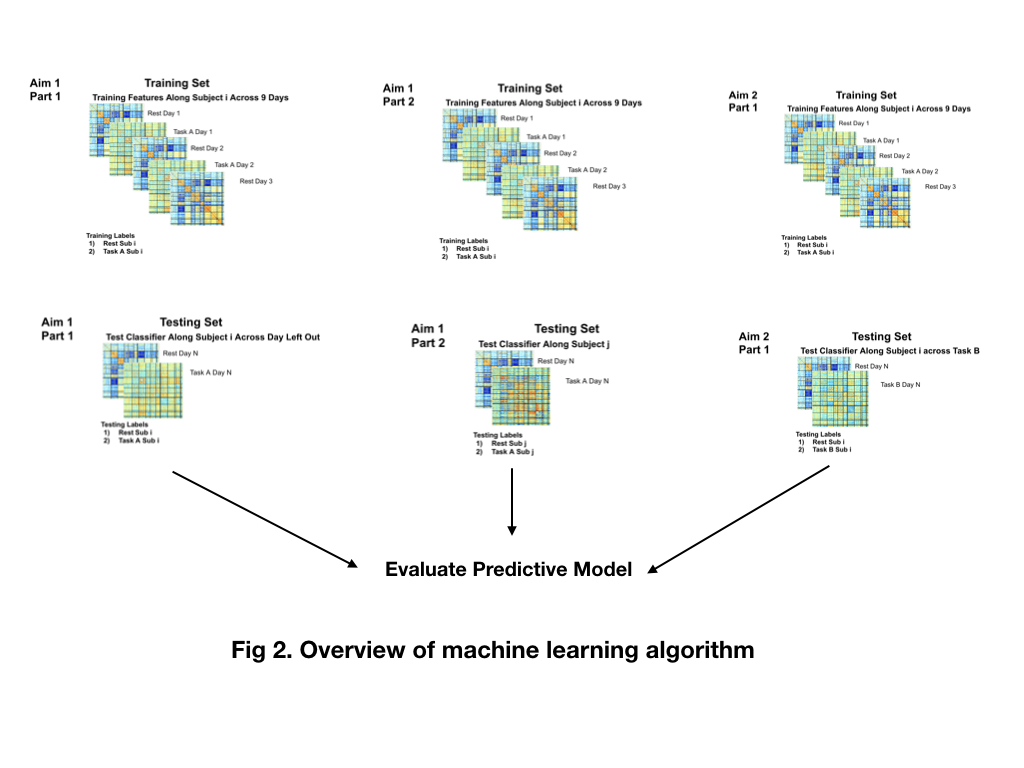 Aim 1
Part 1
Training Set
Training Features Along Subject i Across 9 Days
Rest Day 1
Task A Day 1
Rest Day 2
Task A Day 2
Rest Day 3
Training Labels
1) Rest Sub i
2) Task A Sub i
Aim 1
Part 2
Training Set
Training Features Along Subject i Across 9 Days
Rest Day 1
Task A Day 1
Rest Day 2
Task A Day 2
Rest Day 3
Training Labels
1) Rest Sub i
2) Task A Sub i
Aim 2
Part 1
Training Set
Training Features Along Subject i Across 9 Days
Rest Day 1
Task A Day 1
Rest Day 2
Task A Day 2
Rest Day 3
Training Labels
1) Rest Sub i
2) Task A Sub i
Aim 1
Part 1
Testing Set
Test Classifier Along Subject i Across Day Left Out
Rest Day N
Task A Day N
Testing Labels
1) Rest Sub i
2) Task A Sub i
Aim 1
Part 2
Testing Set
Test Classifier Along Subject j
Rest Day N
Task A Day N
Testing Labels
1) Rest Sub j
2) Task A Sub j
Aim 2
Part 1
Testing Set
Test Classifier Along Subject i across Task B
Rest Day N
Task B Day N
Testing Labels
1) Rest Sub i
2) Task B Sub i
Evaluate Predictive Model
Fig 2. Overview of machine learning algorithm